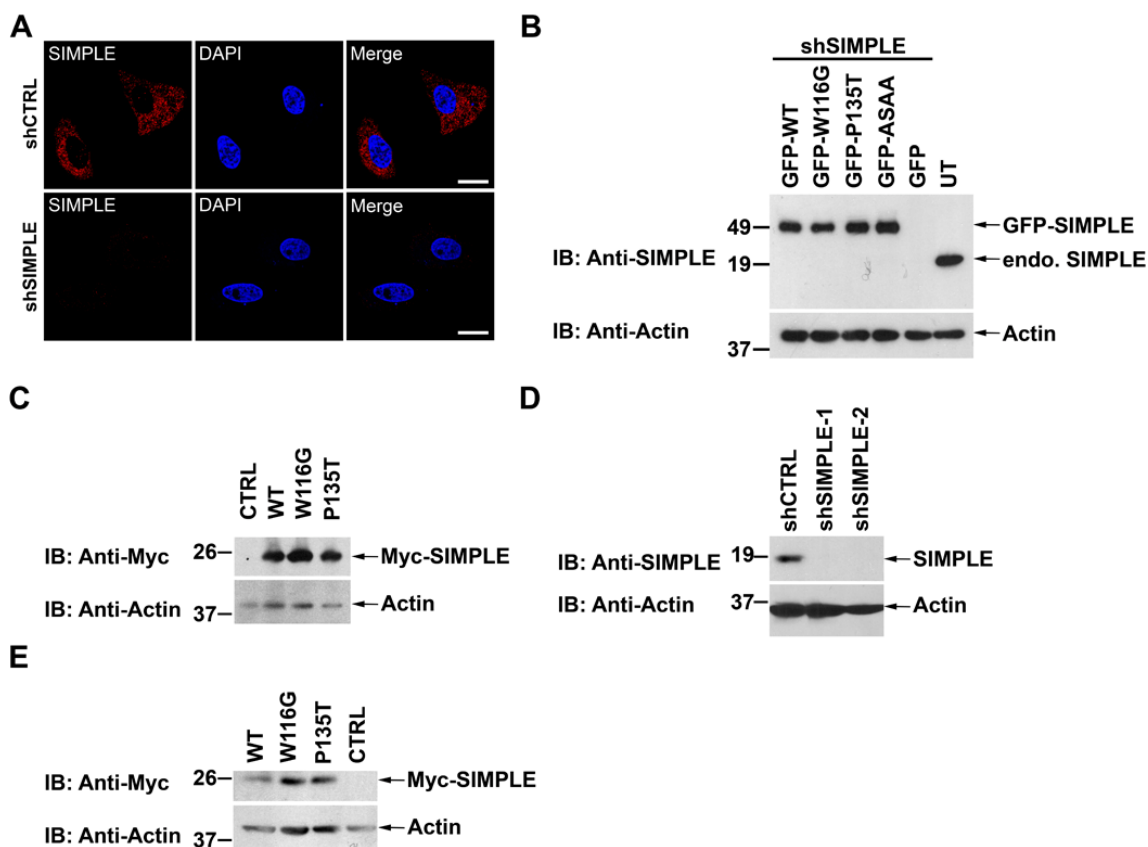 A
SIMPLE DAPI Merge
shCTRL
SIMPLE DAPI Merge
shSIMPLE
B
shSIMPLE
GFP-WT GFP-W116G GFP-P135T GFP-ASAA GFP UT
49 GFP-SIMPLE
IB: Anti-SIMPLE 19 endo. SIMPLE
IB: Anti-Actin Actin
37
C
CTRL WT W116G P135T
IB: Anti-Myc 26 Myc-SIMPLE
IB: Anti-Actin 37 Actin
D
shCTRL shSIMPLE-1 shSIMPLE-2
IB: Anti-SIMPLE 19 SIMPLE
IB: Anti-Actin 37 Actin
E
WT W116G P135T CTRL
IB: Anti-Myc 26 Myc-SIMPLE
IB: Anti-Actin 37 Actin